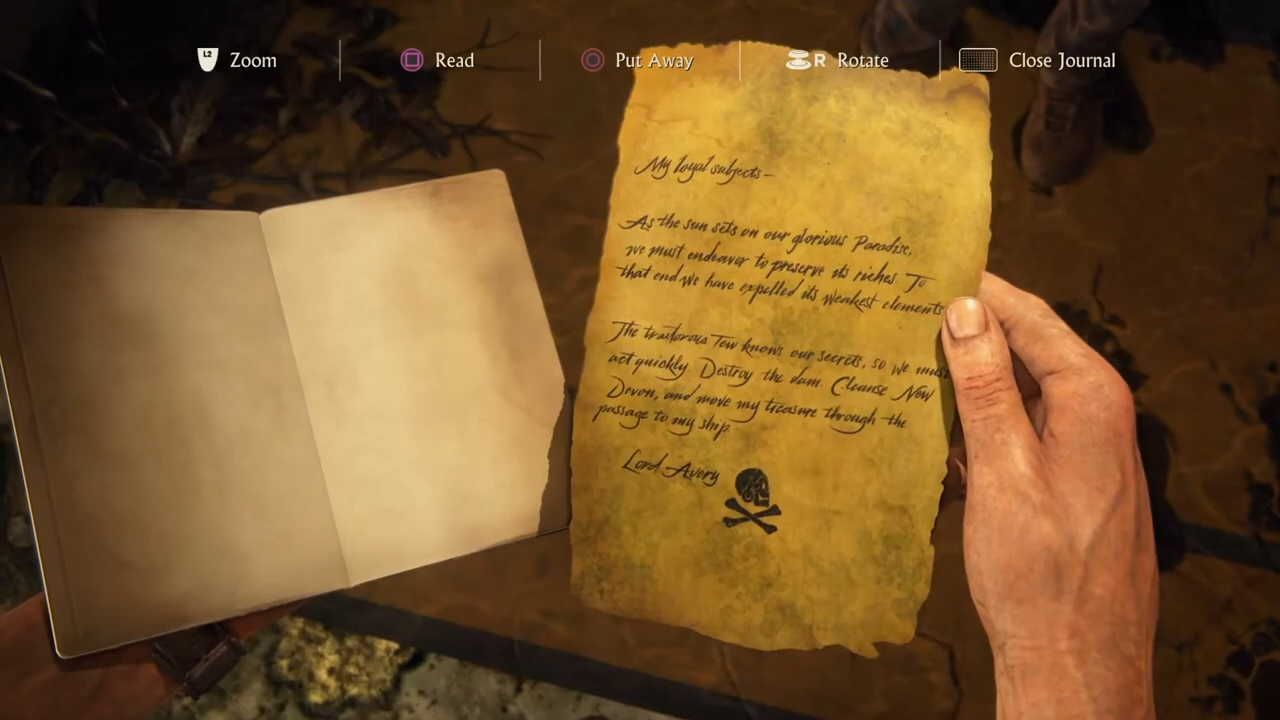 L2 Zoom
Read
Put Away
R Rotate
Close Journal
My loyal subjects-
As the sun sets on our glorious Paradise,
we must endeavor to preserve its riches. To
that end we have expelled its weakest elements
The traitorous Tew knows our secrets, so we must
act quickly. Destroy the dam. Cleanse New
Devon, and move my treasure through the
passage to my ship.
Lord Avery